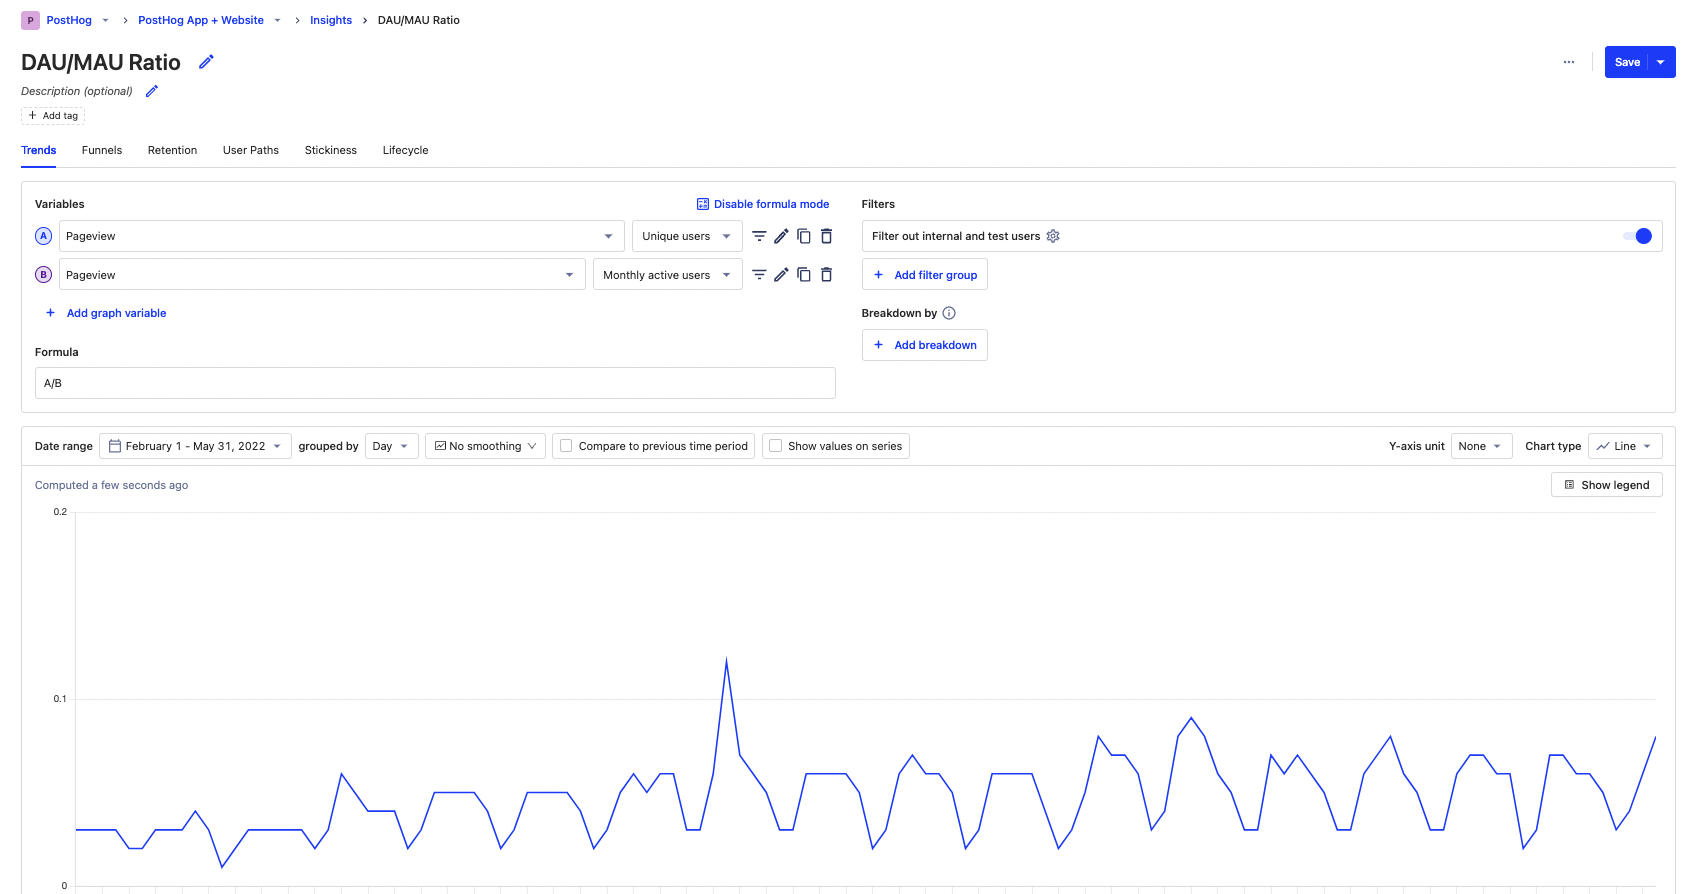 P PostHog PostHog App + Website Insights DAU/MAU Ratio
DAU/MAU Ratio
Save
Description (optional)
Add tag
Trends Funnels Retention User Paths Stickiness Lifecycle
Variables Disable formula mode
A Pageview Unique users
B Pageview Monthly active users
+ Add graph variable
Formula
A/B
Filters
Filter out internal and test users
+ Add filter group
Breakdown by
+ Add breakdown
Date range February 1 - May 31, 2022 grouped by Day No smoothing Compare to previous time period Show values on series Y-axis unit None Chart type Line
Computed a few seconds ago Show legend
0.2
0.1
0